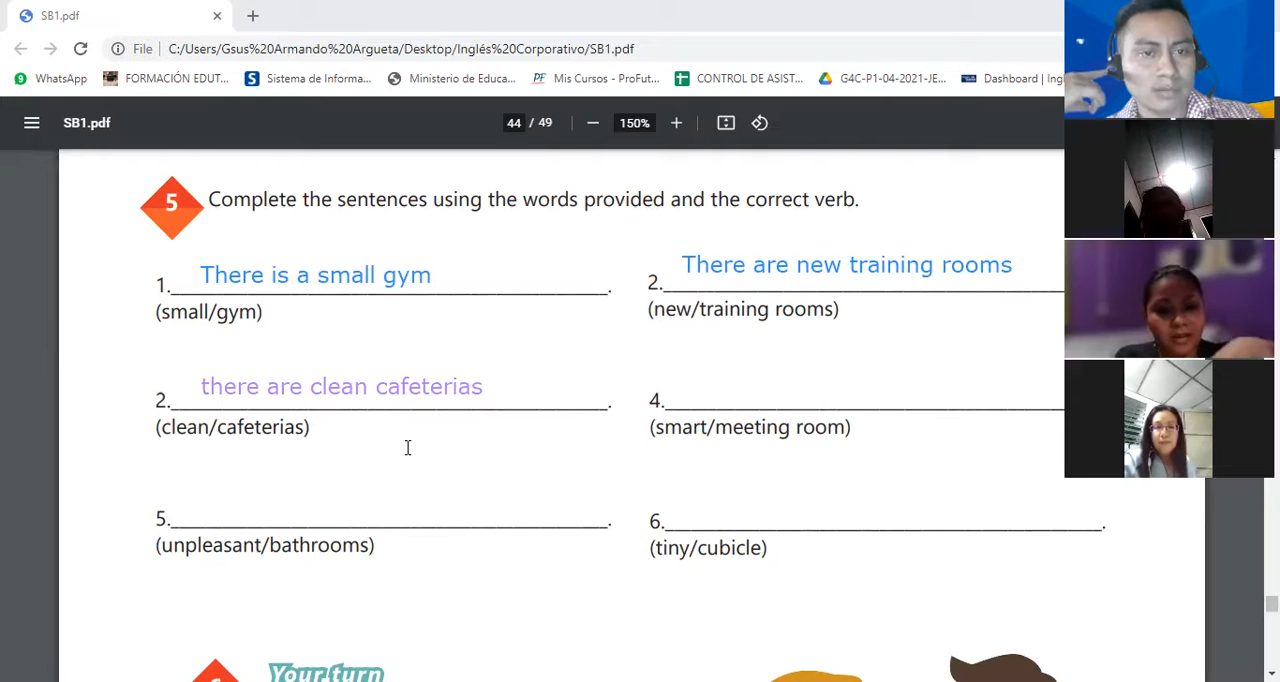 SB1.pdf
File C:/Users/Gsus%20Armando%20Argueta/Desktop/Inglés%20Corporativo/SB1.pdf
WhatsApp FORMACIÓN EDUT... Sistema de Informa... Ministerio de Educa... Mis Cursos - ProFut... CONTROL DE ASIST... G4C-P1-04-2021-JE... Dashboard | Ingl
SB1.pdf 44 / 49 150%
5 Complete the sentences using the words provided and the correct verb.
1. There is a small gym.
(small/gym)
2. There are new training rooms
(new/training rooms)
2. there are clean cafeterias.
(clean/cafeterias)
4.
(smart/meeting room)
5. .
(unpleasant/bathrooms)
6. .
(tiny/cubicle)
Your turn